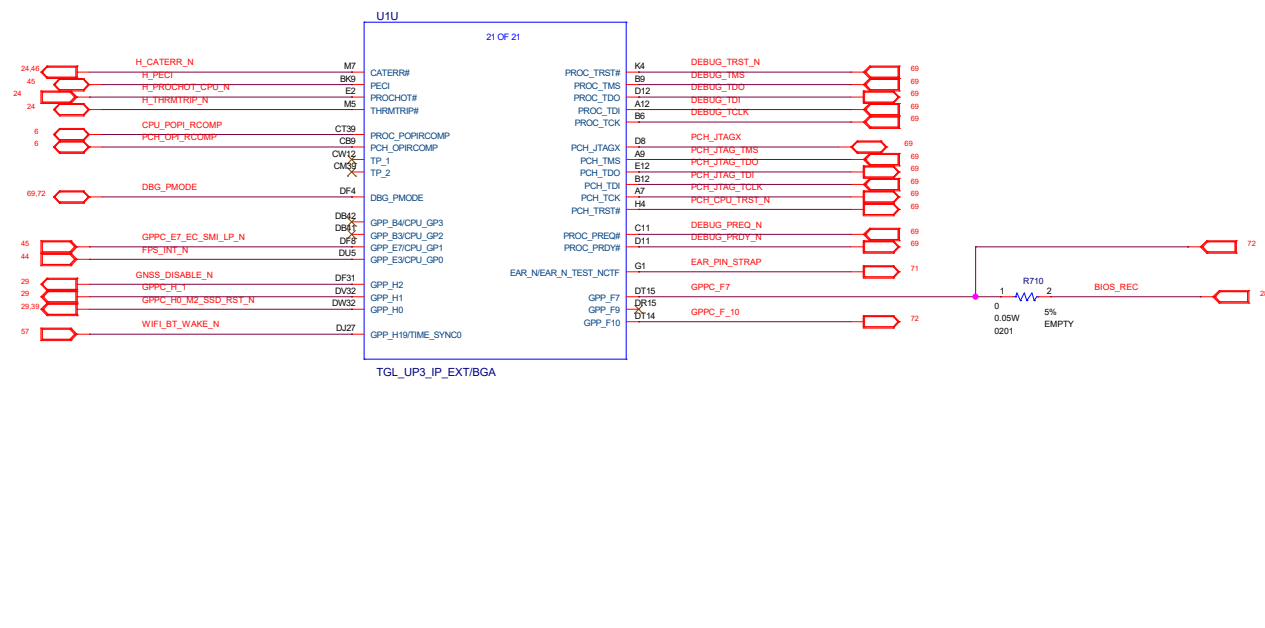 U1U
21 OF 21
24,46 H_CATERR_N M7 CATERR#
45 H_PECI BK9 PECI
24 H_PROCHOT_CPU_N E2 PROCHOT#
24 H_THRMTRIP_N M5 THRMTRIP#
6 CPU_POPI_RCOMP CT39 PROC_POPIRCOMP
6 PCH_OPI_RCOMP CB9 PCH_OPIRCOMP
CW12 TP_1
CM39 TP_2
69,72 DBG_PMODE DF4 DBG_PMODE
DB42 GPP_B4/CPU_GP3
DB41 GPP_B3/CPU_GP2
45 GPPC_E7_EC_SMI_LP_N DF8 GPP_E7/CPU_GP1
44 FPS_INT_N DU5 GPP_E3/CPU_GP0
29 GNSS_DISABLE_N DF31 GPP_H2
29 GPPC_H_1 DV32 GPP_H1
29,39 GPPC_H0_M2_SSD_RST_N DW32 GPP_H0
57 WIFI_BT_WAKE_N DJ27 GPP_H19/TIME_SYNC0
PROC_TRST# K4 DEBUG_TRST_N 69
PROC_TMS B9 DEBUG_TMS 69
PROC_TDO D12 DEBUG_TDO 69
PROC_TDI A12 DEBUG_TDI 69
PROC_TCK B6 DEBUG_TCLK 69
PCH_JTAGX D8 PCH_JTAGX 69
PCH_TMS A9 PCH_JTAG_TMS 69
PCH_TDO E12 PCH_JTAG_TDO 69
PCH_TDI B12 PCH_JTAG_TDI 69
PCH_TCK A7 PCH_JTAG_TCLK 69
PCH_TRST# H4 PCH_CPU_TRST_N 69
PROC_PREQ# C11 DEBUG_PREQ_N 69
PROC_PRDY# D11 DEBUG_PRDY_N 69
EAR_N/EAR_N_TEST_NCTF G1 EAR_PIN_STRAP 71
GPP_F7 DT15 GPPC_F7
GPP_F9 DR15
GPP_F10 DT14 GPPC_F_10 72
72
R710
1 2 BIOS_REC
0
0.05W
0201
5%
EMPTY
TGL_UP3_IP_EXT/BGA